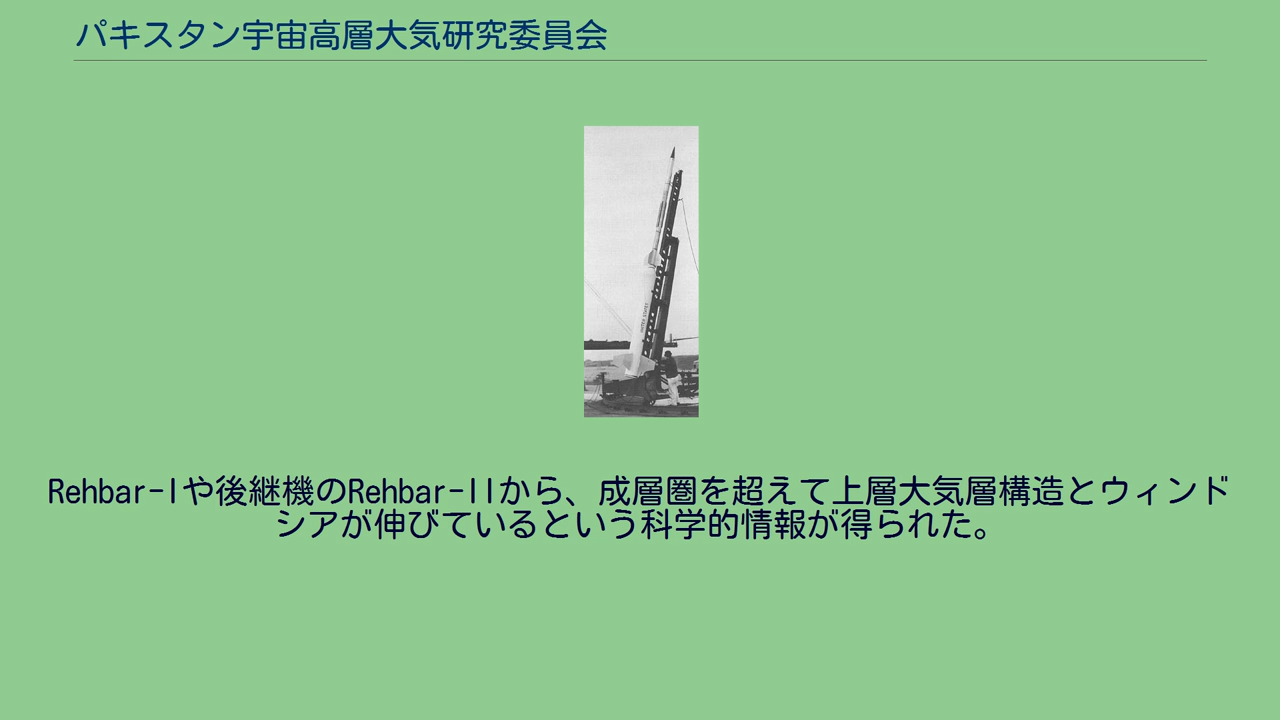 パキスタン宇宙高層大気研究委員会
Rehbar-Iや後継機のRehbar-IIから、成層圏を超えて上層大気層構造とウィンド
シアが伸びているという科学的情報が得られた。